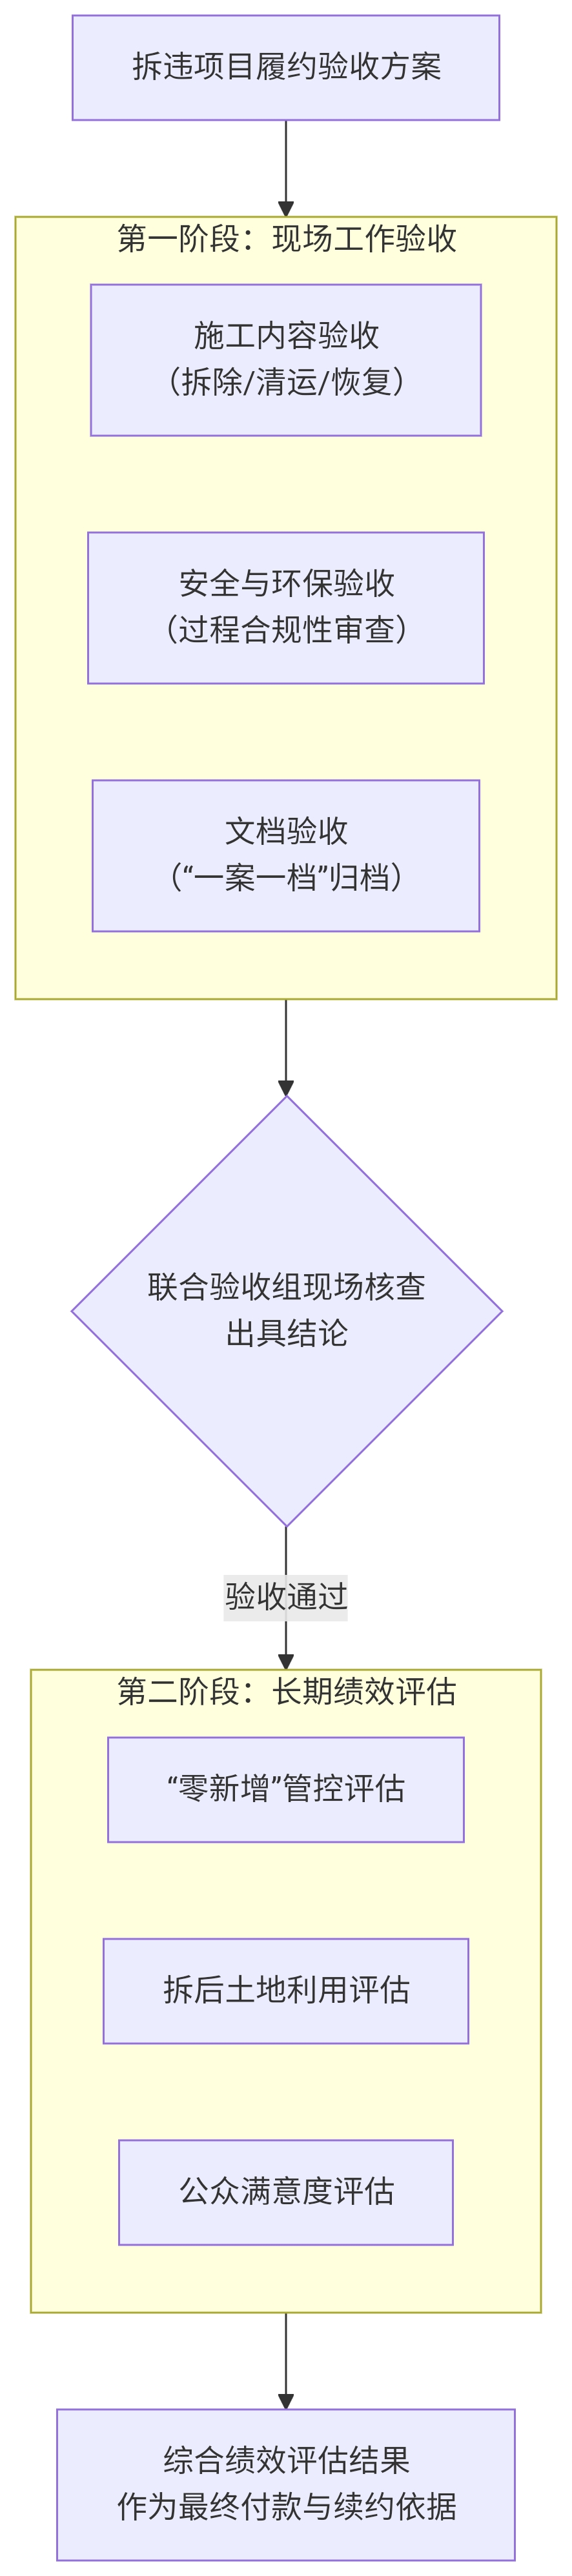 拆违项目履约验收方案
第一阶段：现场工作验收
施工内容验收
（拆除/清运/恢复）
安全与环保验收
（过程合规性审查）
文档验收
（“一案一档”归档）
联合验收组现场核查
出具结论
验收通过
第二阶段：长期绩效评估
“零新增”管控评估
拆后土地利用评估
公众满意度评估
综合绩效评估结果
作为最终付款与续约依据